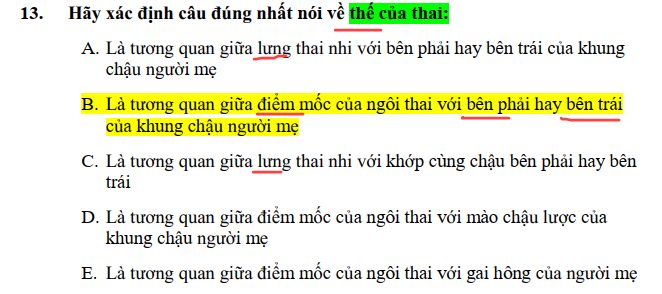 13. Hãy xác định câu đúng nhất nói về thế của thai:
A. Là tương quan giữa lưng thai nhi với bên phải hay bên trái của khung
chậu người mẹ
B. Là tương quan giữa điểm mốc của ngôi thai với bên phải hay bên trái
của khung chậu người mẹ
C. Là tương quan giữa lưng thai nhi với khớp cùng chậu bên phải hay bên
trái
D. Là tương quan giữa điểm mốc của ngôi thai với mào chậu lược của
khung chậu người mẹ
E. Là tương quan giữa điểm mốc của ngôi thai với gai hông của người mẹ